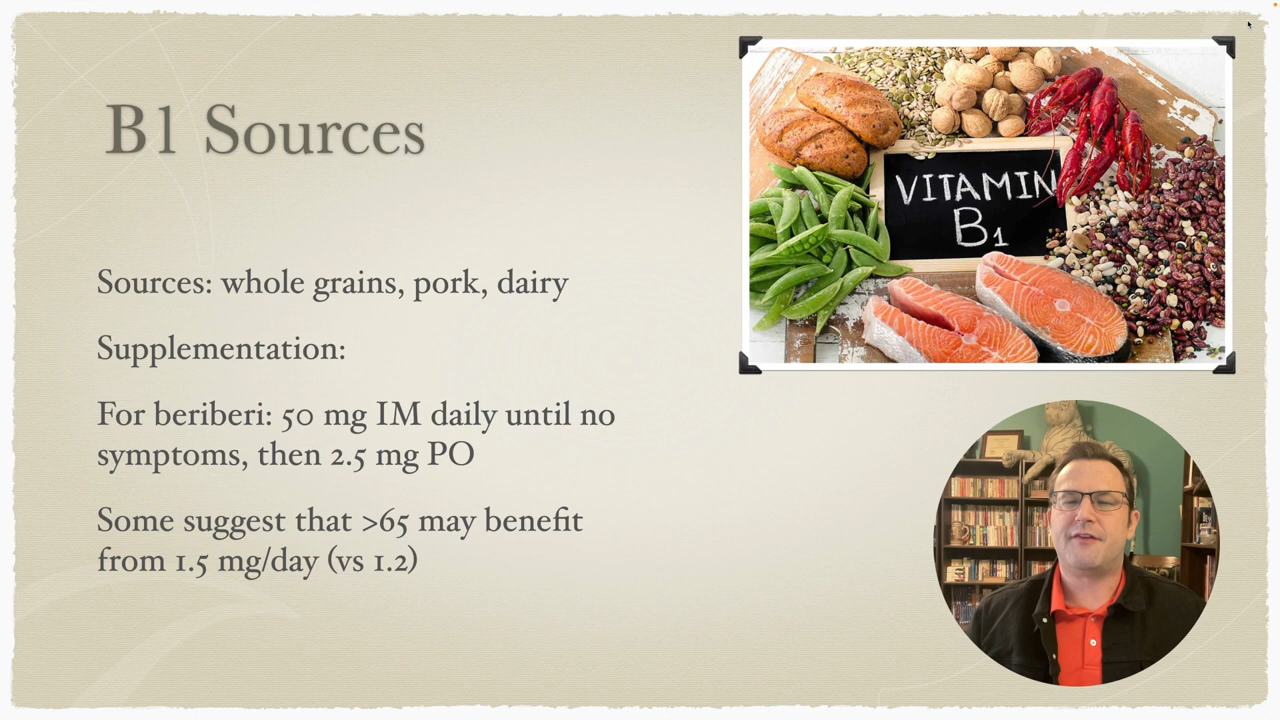 B1 Sources
VITAMIN
B1
Sources: whole grains, pork, dairy
Supplementation:
For beriberi: 50 mg IM daily until no
symptoms, then 2.5 mg PO
Some suggest that >65 may benefit
from 1.5 mg/day (vs 1.2)